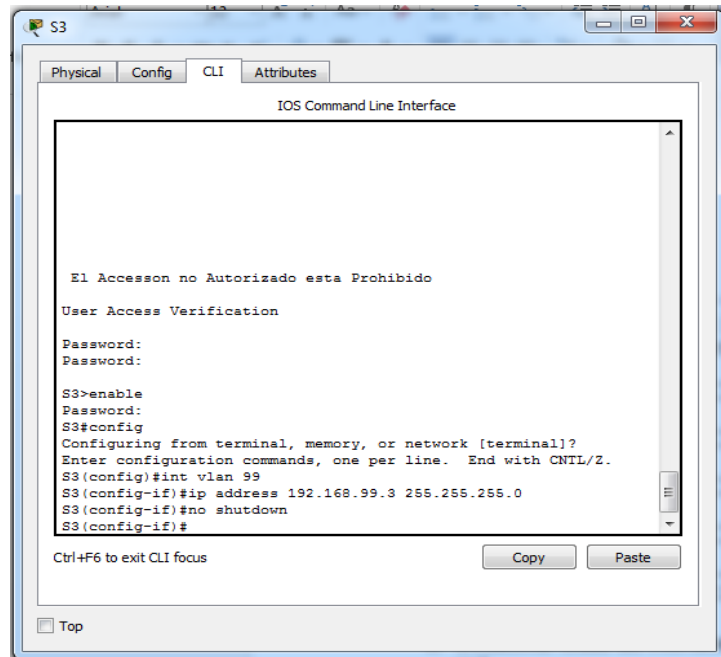 S3
Physical Config CLI Attributes
IOS Command Line Interface
El Accesson no Autorizado esta Prohibido
User Access Verification
Password:
Password:
S3>enable
Password:
S3#config
Configuring from terminal, memory, or network [terminal]?
Enter configuration commands, one per line. End with CNTL/Z.
S3(config)#int vlan 99
S3(config-if)#ip address 192.168.99.3 255.255.255.0
S3(config-if)#no shutdown
S3(config-if)#
Ctrl+F6 to exit CLI focus
Copy Paste
Top